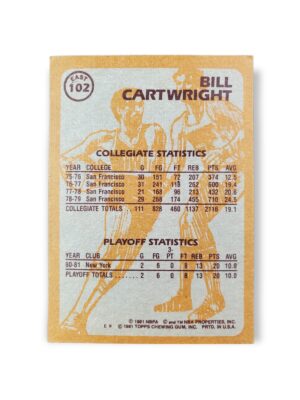 EAST
102
BILL
CARTWRIGHT
COLLEGIATE STATISTICS
YEAR COLLEGE G FG FT REB PTS AVG
75-76 San Francisco 30 151 72 207 374 12.5
76-77 San Francisco 31 241 118 262 600 19.4
77-78 San Francisco 21 168 96 213 432 20.6
78-79 San Francisco 29 268 174 455 710 24.5
COLLEGIATE TOTALS 111 828 460 1137 2116 19.1
PLAYOFF STATISTICS
3-
YEAR CLUB G FG PT FT REB PTS AVG
80-81 New York 2 6 0 8 13 20 10.0
PLAYOFF TOTALS 2 6 0 8 13 20 10.0
© 1981 NBPA © and TM NBA PROPERTIES, INC.
© 1981 TOPPS CHEWING GUM, INC. PRTD. IN U.S.A.